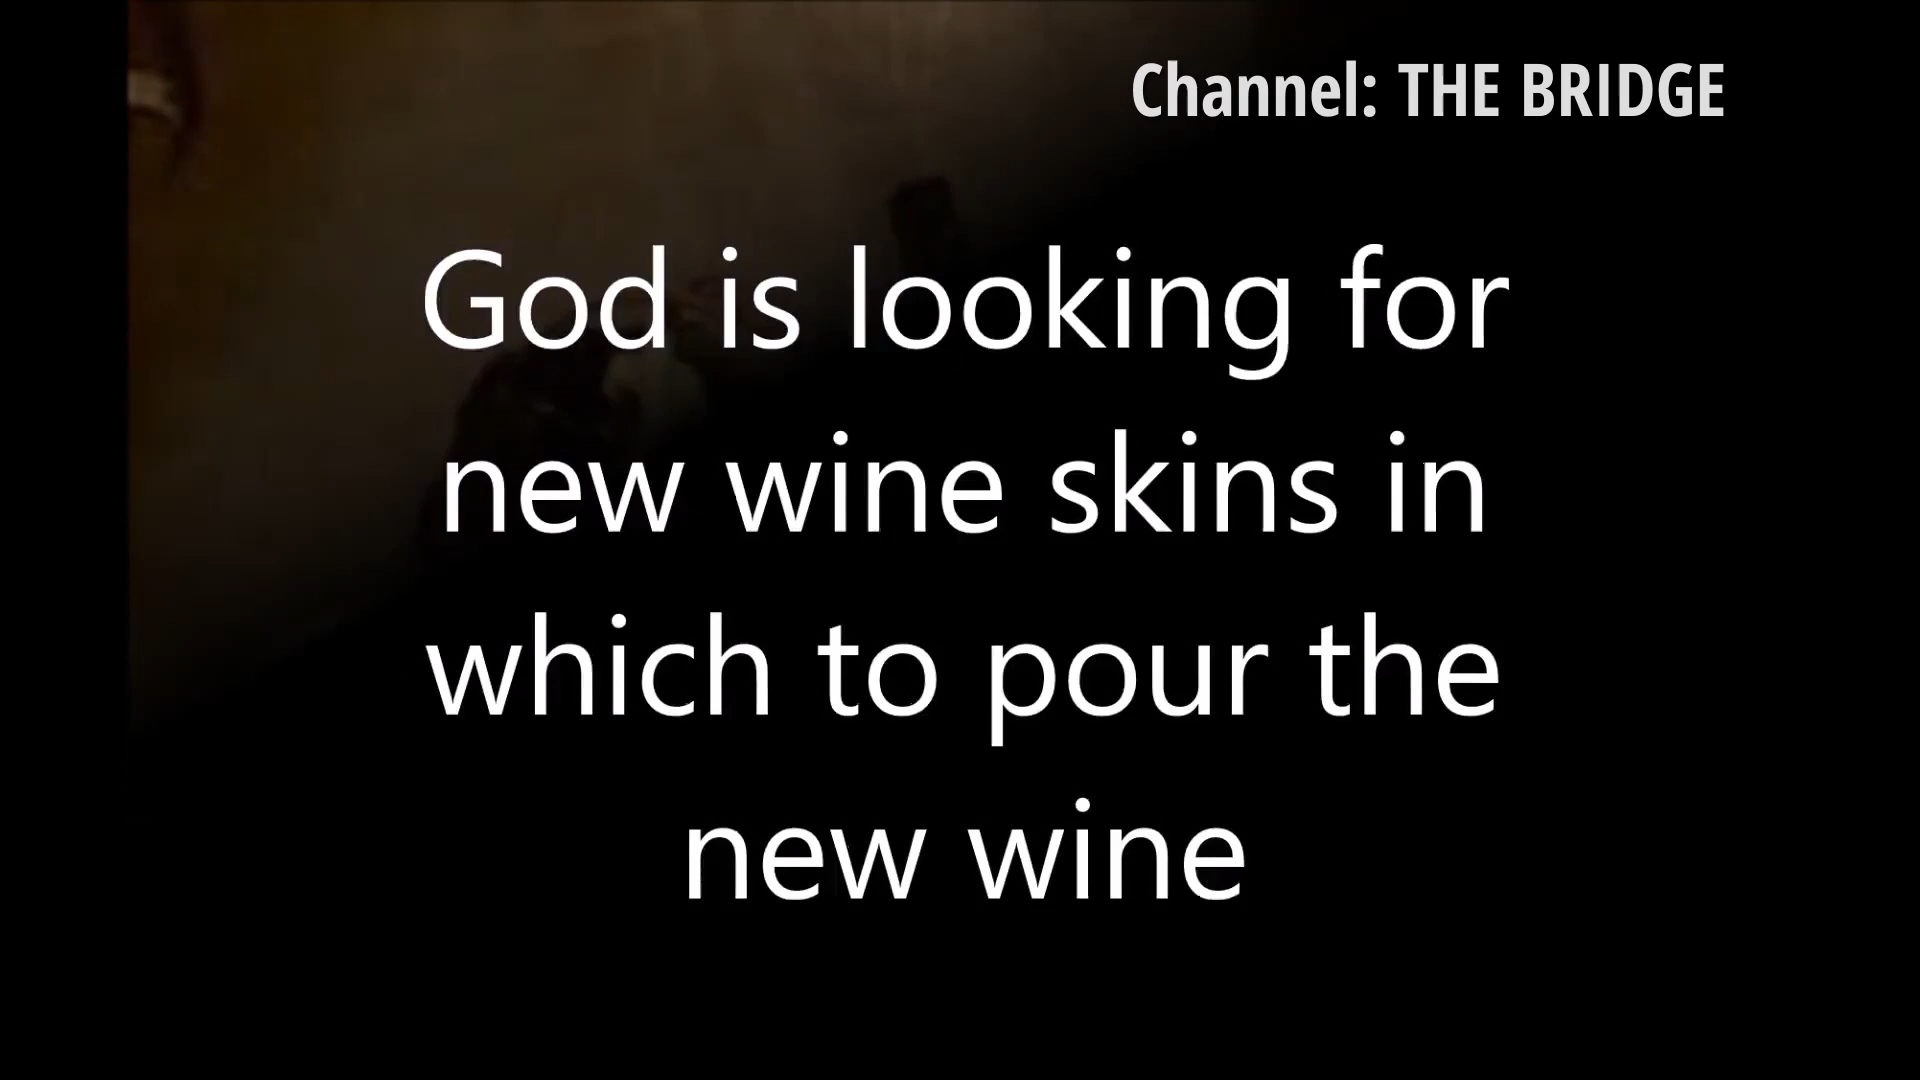 Channel: THE BRIDGE
God is looking for
new wine skins in
which to pour the
new wine